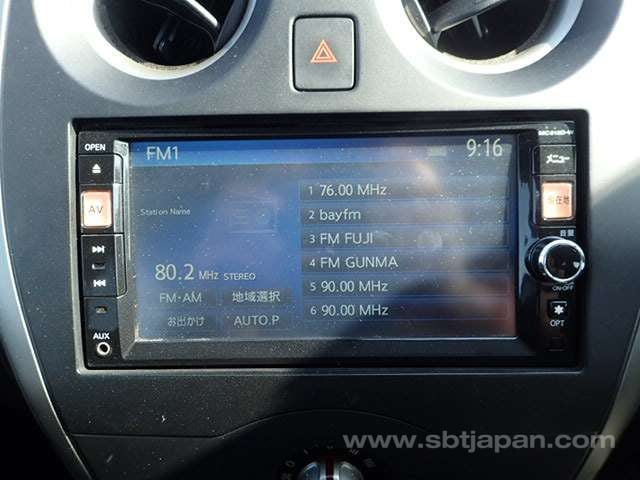 OPEN
FM1
9:16
MC312D-W
メニュー
AV
Station Name
1 76.00 MHz
2 bayfm
3 FM FUJI
4 FM GUNMA
5 90.00 MHz
6 90.00 MHz
80.2 MHz STEREO
FM・AM 地域選択
お出かけ AUTO.P
現在地
音量
ON・OFF
OPT
AUX
www.sbtjapan.com